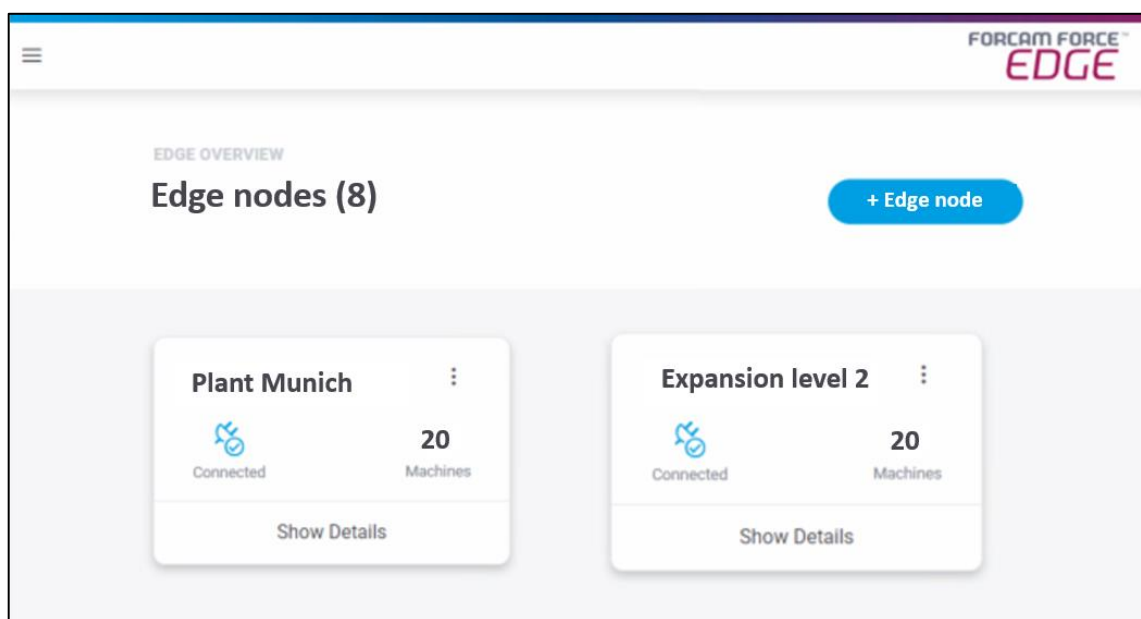 FORCAM FORCE™
EDGE
EDGE OVERVIEW
Edge nodes (8)
+ Edge node
Plant Munich
20
Connected
Machines
Show Details
Expansion level 2
20
Connected
Machines
Show Details